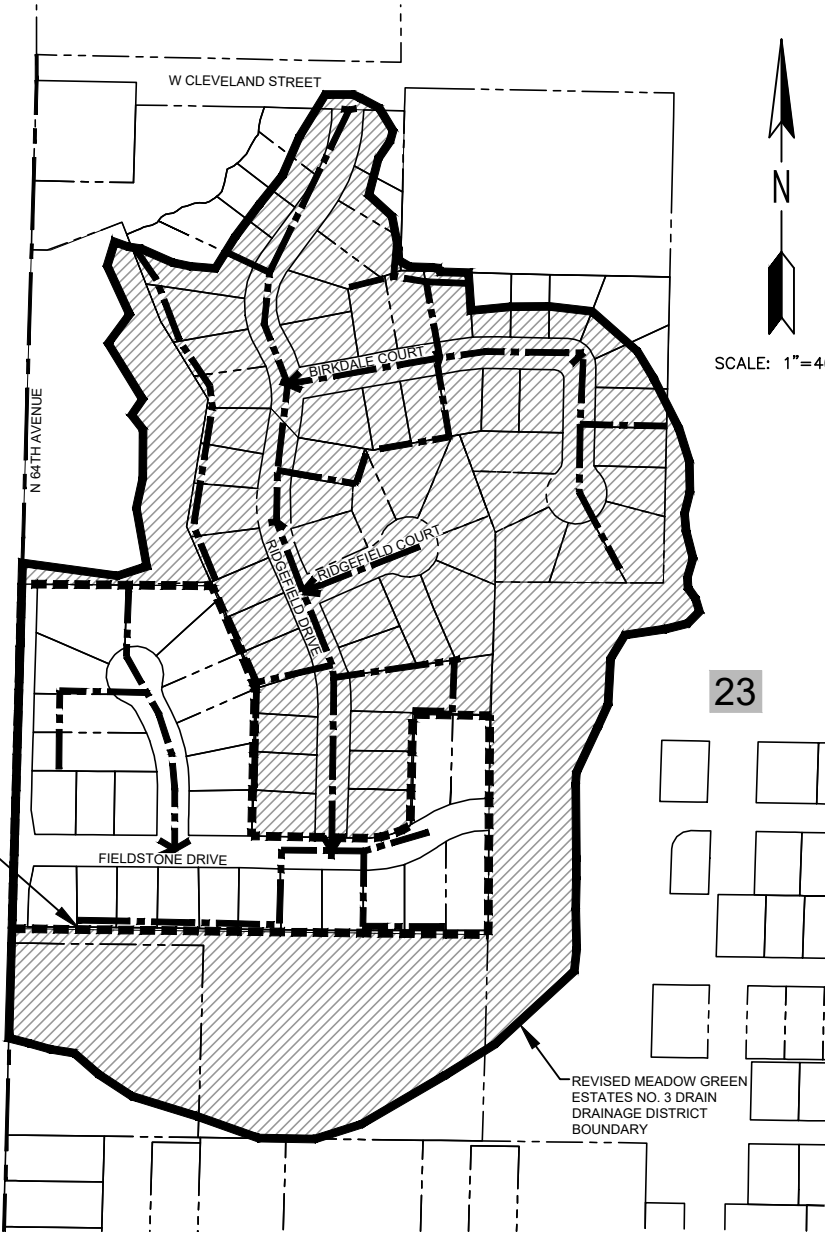 W CLEVELAND STREET
N
SCALE: 1"=4
N 64TH AVENUE
BIRKDALE COURT
RIDGEFIELD COURT
RIDGEFIELD DRIVE
23
FIELDSTONE DRIVE
REVISED MEADOW GREEN
ESTATES NO. 3 DRAIN
DRAINAGE DISTRICT
BOUNDARY